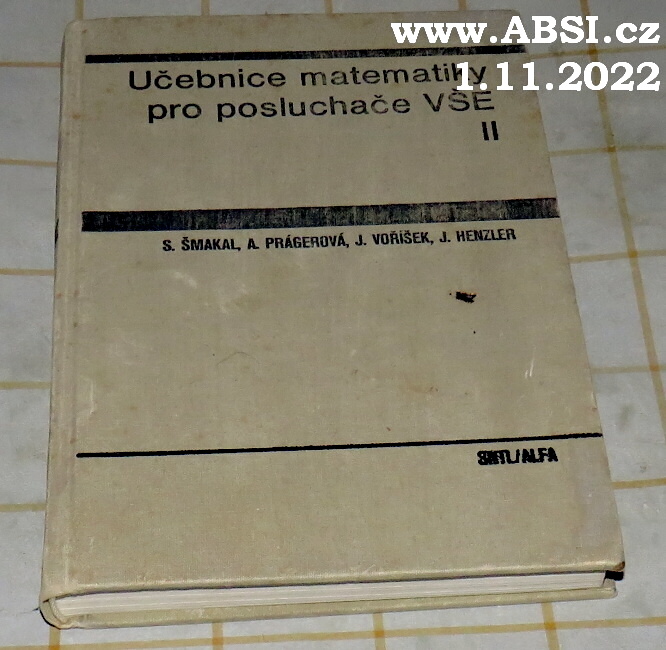 www.ABSI.cz
1.11.2022
Učebnice matematiky
pro posluchače VŠE
II
S. ŠMAKAL, A. PRÁGEROVÁ, J. VOŘÍŠEK, J. HENZLER
SNTL/ALFA